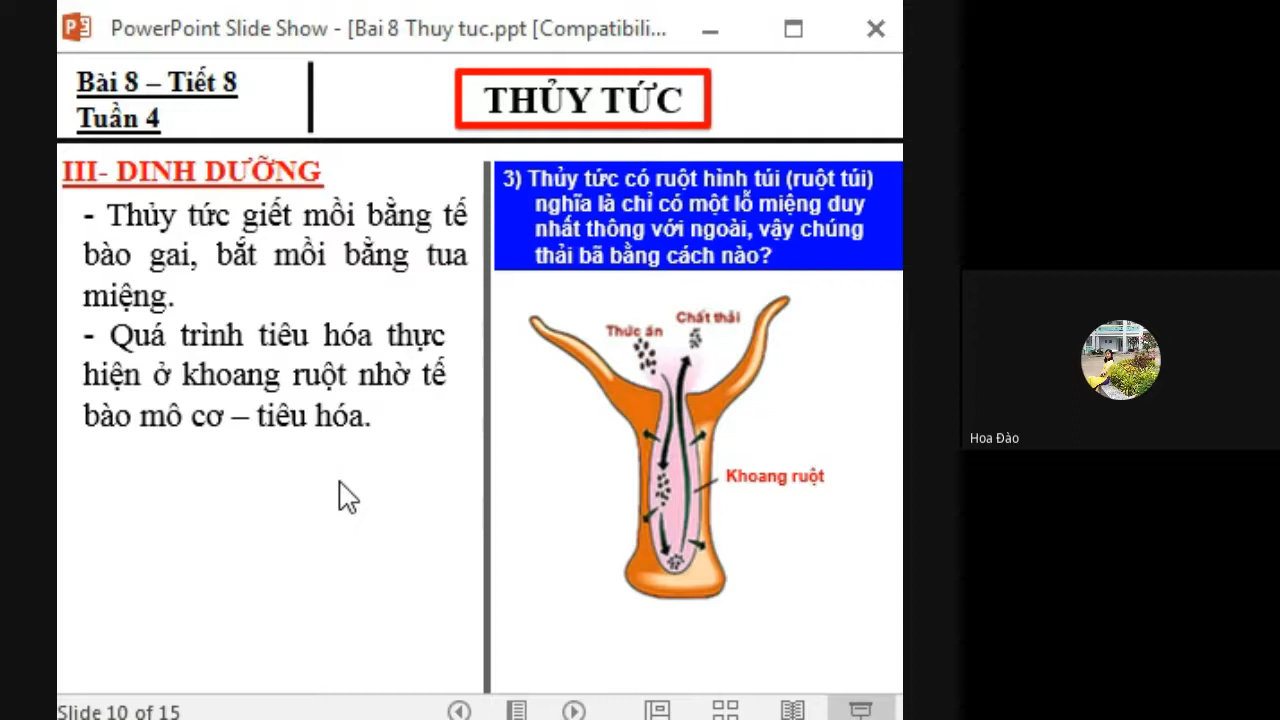 PowerPoint Slide Show - [Bai 8 Thuy tuc.ppt [Compatibili...
Bài 8 – Tiết 8
Tuần 4
THỦY TỨC
III- DINH DƯỠNG
- Thủy tức giết mồi bằng tế
bào gai, bắt mồi bằng tua
miệng.
- Quá trình tiêu hóa thực
hiện ở khoang ruột nhờ tế
bào mô cơ – tiêu hóa.
3) Thủy tức có ruột hình túi (ruột túi)
nghĩa là chỉ có một lỗ miệng duy
nhất thông với ngoài, vậy chúng
thải bã bằng cách nào?
Thức ăn
Chất thải
Khoang ruột
Hoa Đào
Slide 10 of 15